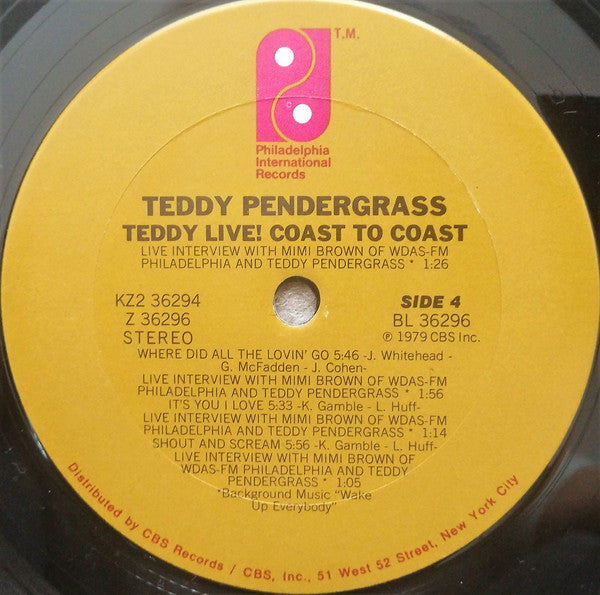 T.M.
Philadelphia
International
Records
TEDDY PENDERGRASS
TEDDY LIVE! COAST TO COAST
LIVE INTERVIEW WITH MIMI BROWN OF WDAS-FM
PHILADELPHIA AND TEDDY PENDERGRASS * 1:26
KZ2 36294
Z 36296
STEREO
SIDE 4
BL 36296
℗ 1979 CBS Inc.
WHERE DID ALL THE LOVIN' GO 5:46 -J. Whitehead -
G. McFadden - J. Cohen-
LIVE INTERVIEW WITH MIMI BROWN OF WDAS-FM
PHILADELPHIA AND TEDDY PENDERGRASS * 1:56
IT'S YOU I LOVE 5:33 -K. Gamble - L. Huff-
LIVE INTERVIEW WITH MIMI BROWN OF WDAS-FM
PHILADELPHIA AND TEDDY PENDERGRASS * 1:14
SHOUT AND SCREAM 5:56 -K. Gamble - L. Huff-
LIVE INTERVIEW WITH MIMI BROWN OF
WDAS-FM PHILADELPHIA AND TEDDY
PENDERGRASS * 1:05
*Background Music "Wake
Up Everybody"
Distributed by CBS Records / CBS, Inc., 51 West 52 Street, New York City